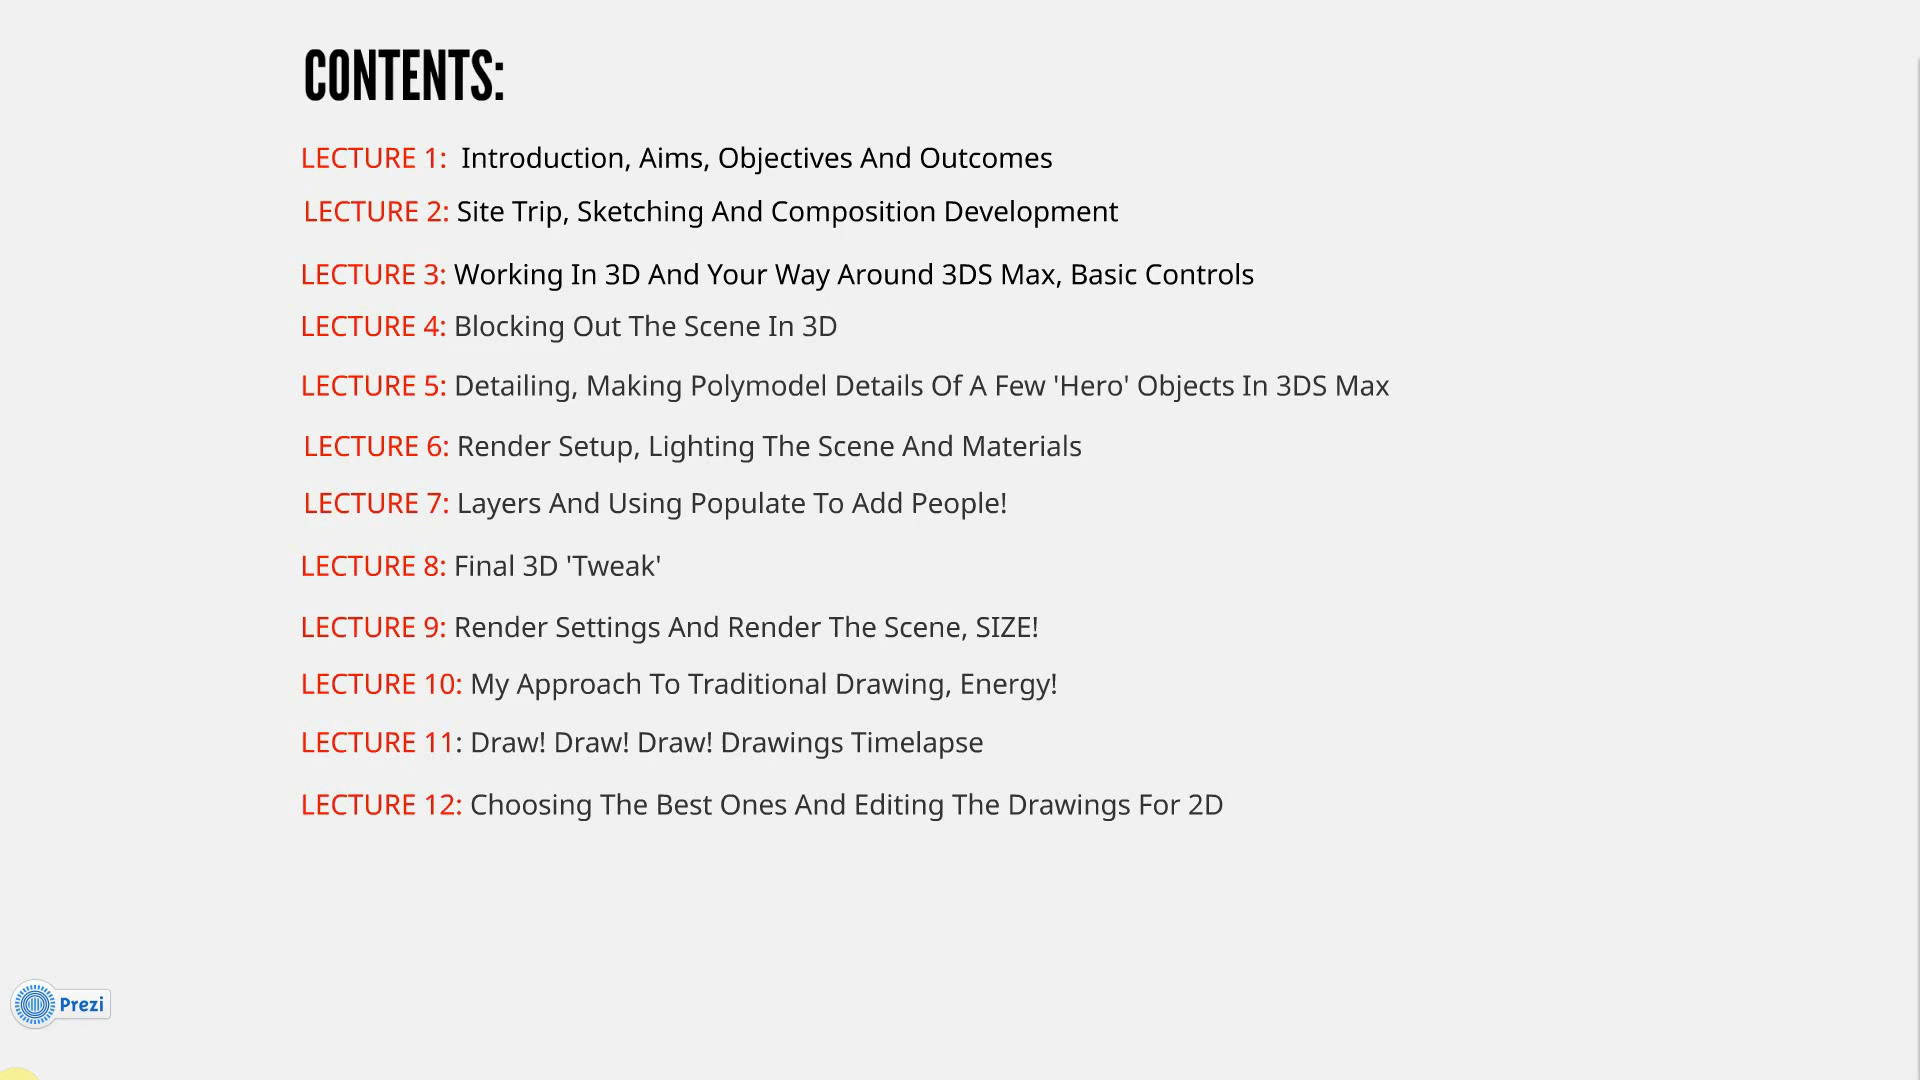 CONTENTS:
LECTURE 1: Introduction, Aims, Objectives And Outcomes
LECTURE 2: Site Trip, Sketching And Composition Development
LECTURE 3: Working In 3D And Your Way Around 3DS Max, Basic Controls
LECTURE 4: Blocking Out The Scene In 3D
LECTURE 5: Detailing, Making Polymodel Details Of A Few 'Hero' Objects In 3DS Max
LECTURE 6: Render Setup, Lighting The Scene And Materials
LECTURE 7: Layers And Using Populate To Add People!
LECTURE 8: Final 3D 'Tweak'
LECTURE 9: Render Settings And Render The Scene, SIZE!
LECTURE 10: My Approach To Traditional Drawing, Energy!
LECTURE 11: Draw! Draw! Draw! Drawings Timelapse
LECTURE 12: Choosing The Best Ones And Editing The Drawings For 2D
Prezi